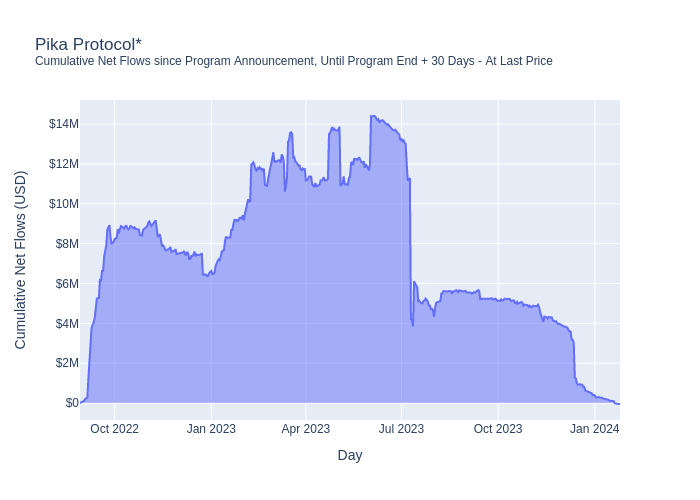 Pika Protocol*
Cumulative Net Flows since Program Announcement, Until Program End + 30 Days - At Last Price
Cumulative Net Flows (USD)
$14M
$12M
$10M
$8M
$6M
$4M
$2M
$0
Oct 2022 Jan 2023 Apr 2023 Jul 2023 Oct 2023 Jan 2024
Day